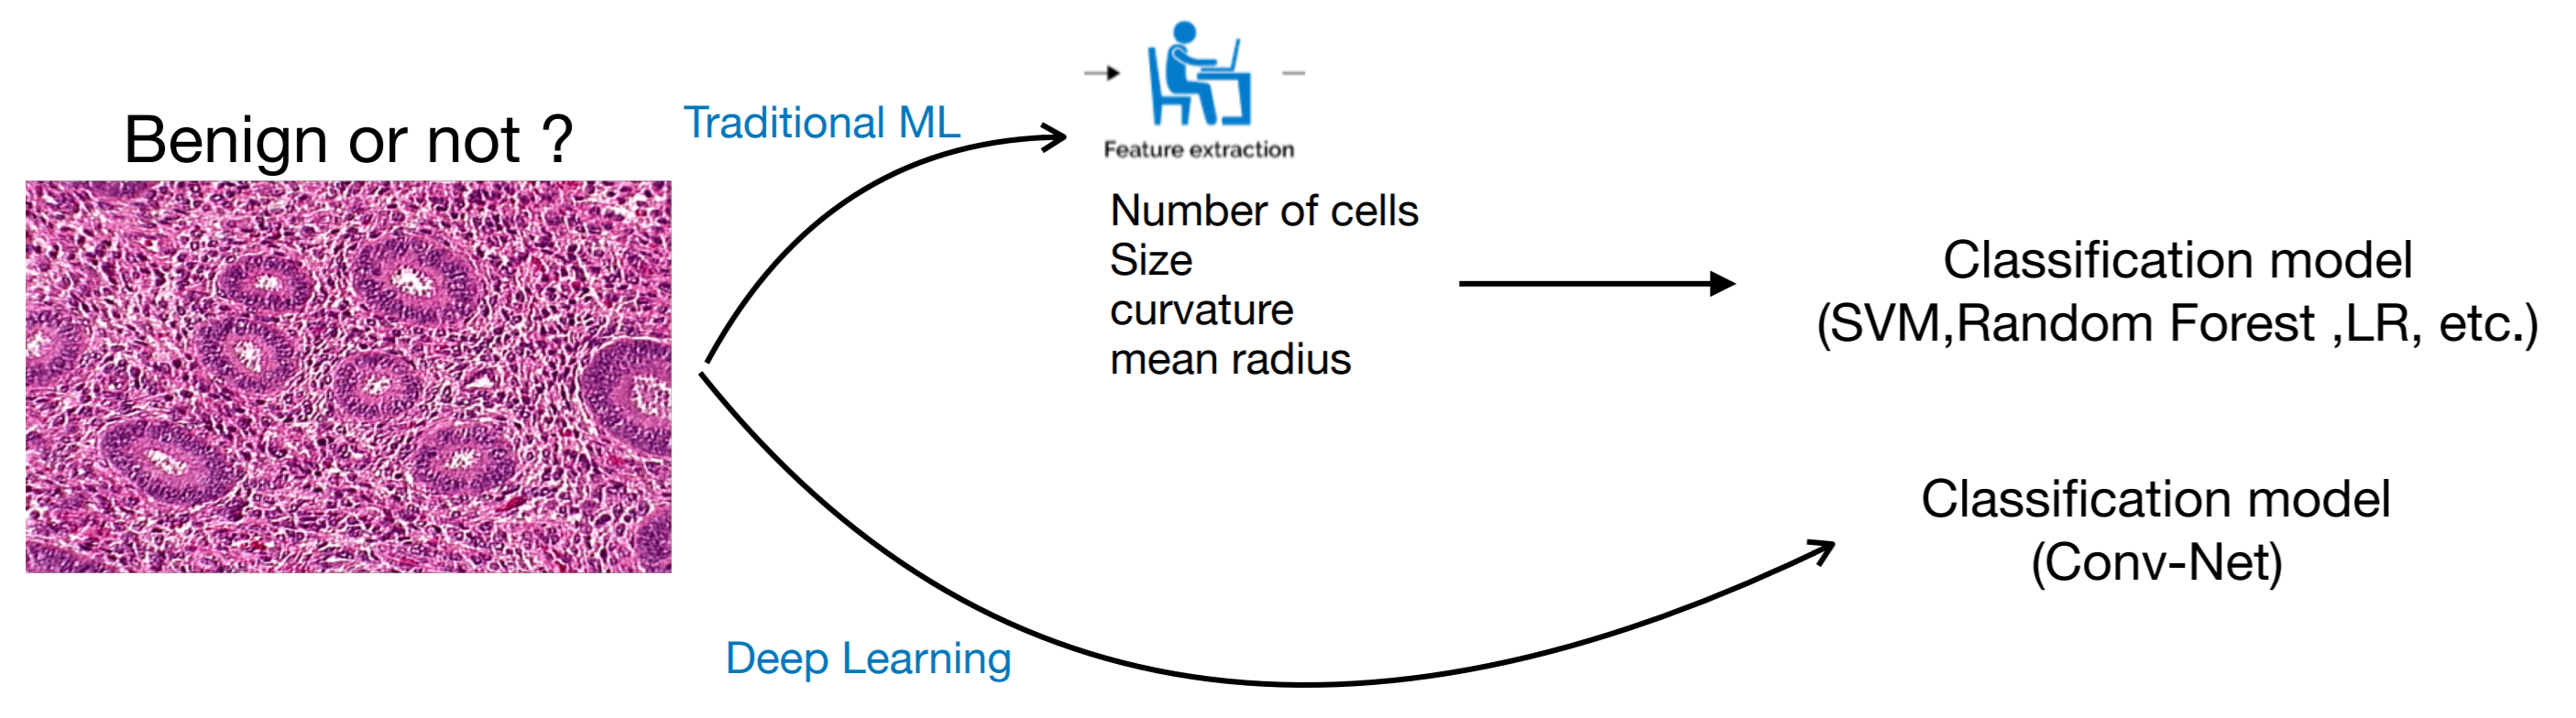 Benign or not ?
Traditional ML
Feature extraction
Number of cells
Size
curvature
mean radius
Classification model
(SVM,Random Forest ,LR, etc.)
Deep Learning
Classification model
(Conv-Net)